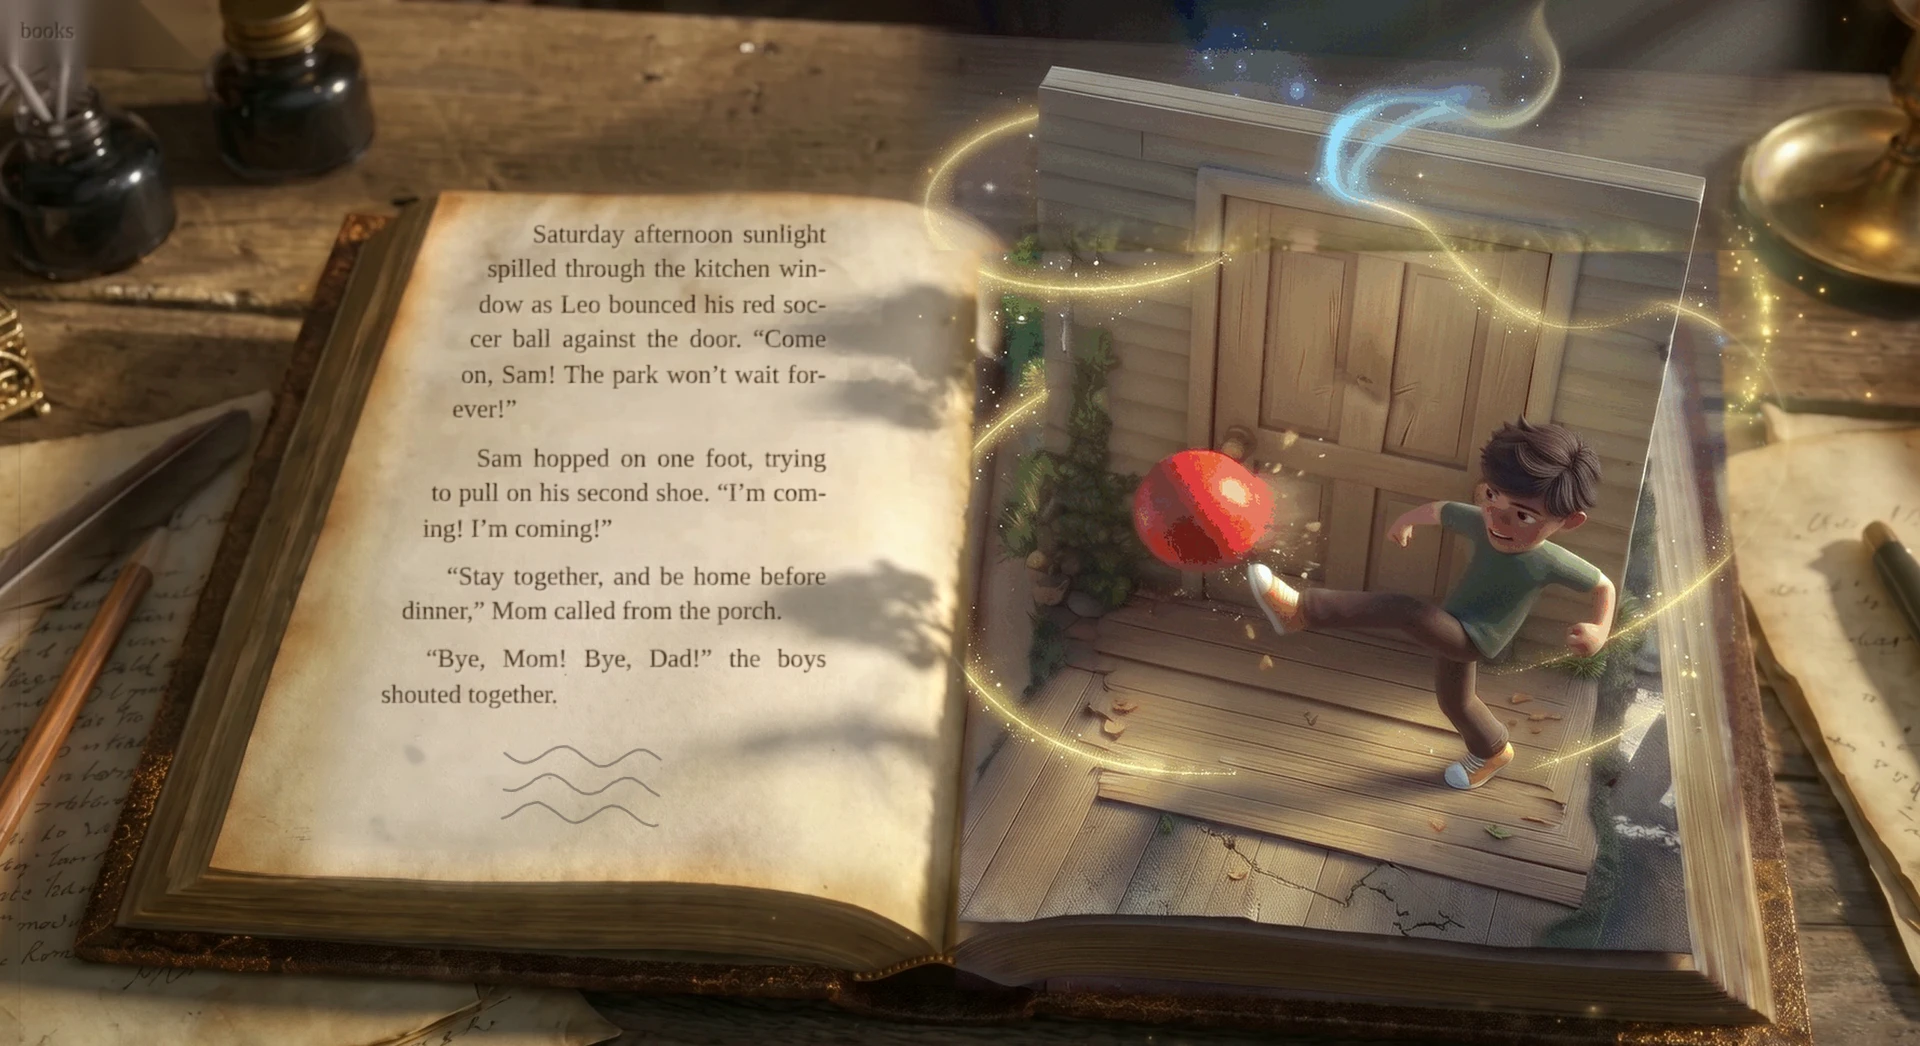 books
Saturday afternoon sunlight
spilled through the kitchen win-
dow as Leo bounced his red soc-
cer ball against the door. “Come
on, Sam! The park won’t wait for-
ever!”
Sam hopped on one foot, trying
to pull on his second shoe. “I’m com-
ing! I’m coming!”
“Stay together, and be home before
dinner,” Mom called from the porch.
“Bye, Mom! Bye, Dad!” the boys
shouted together.